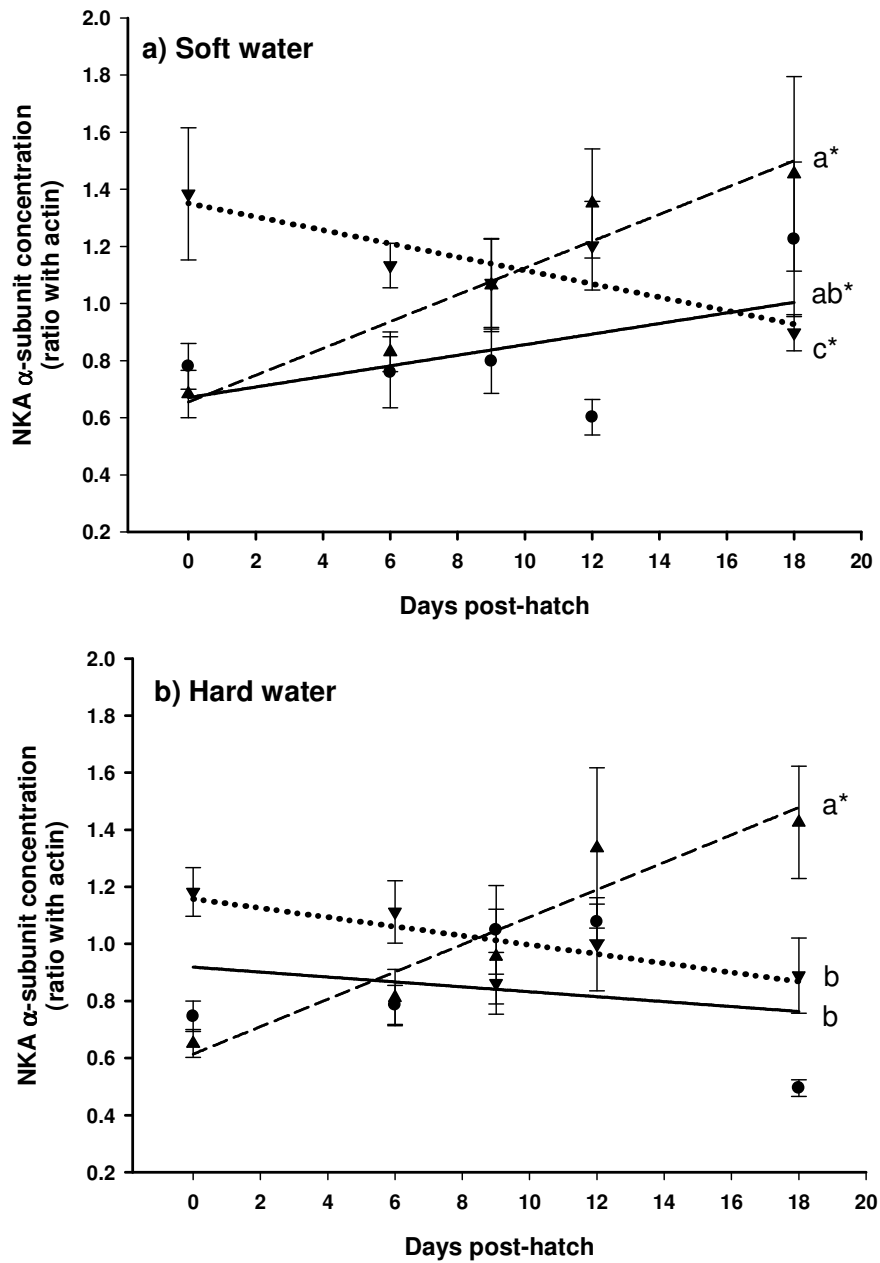 a) Soft water
NKA α-subunit concentration
(ratio with actin)
2.0
1.8
1.6
1.4
1.2
1.0
0.8
0.6
0.4
0.2
a*
ab*
c*
0 2 4 6 8 10 12 14 16 18 20
Days post-hatch
b) Hard water
NKA α-subunit concentration
(ratio with actin)
2.0
1.8
1.6
1.4
1.2
1.0
0.8
0.6
0.4
0.2
a*
b
b
0 2 4 6 8 10 12 14 16 18 20
Days post-hatch